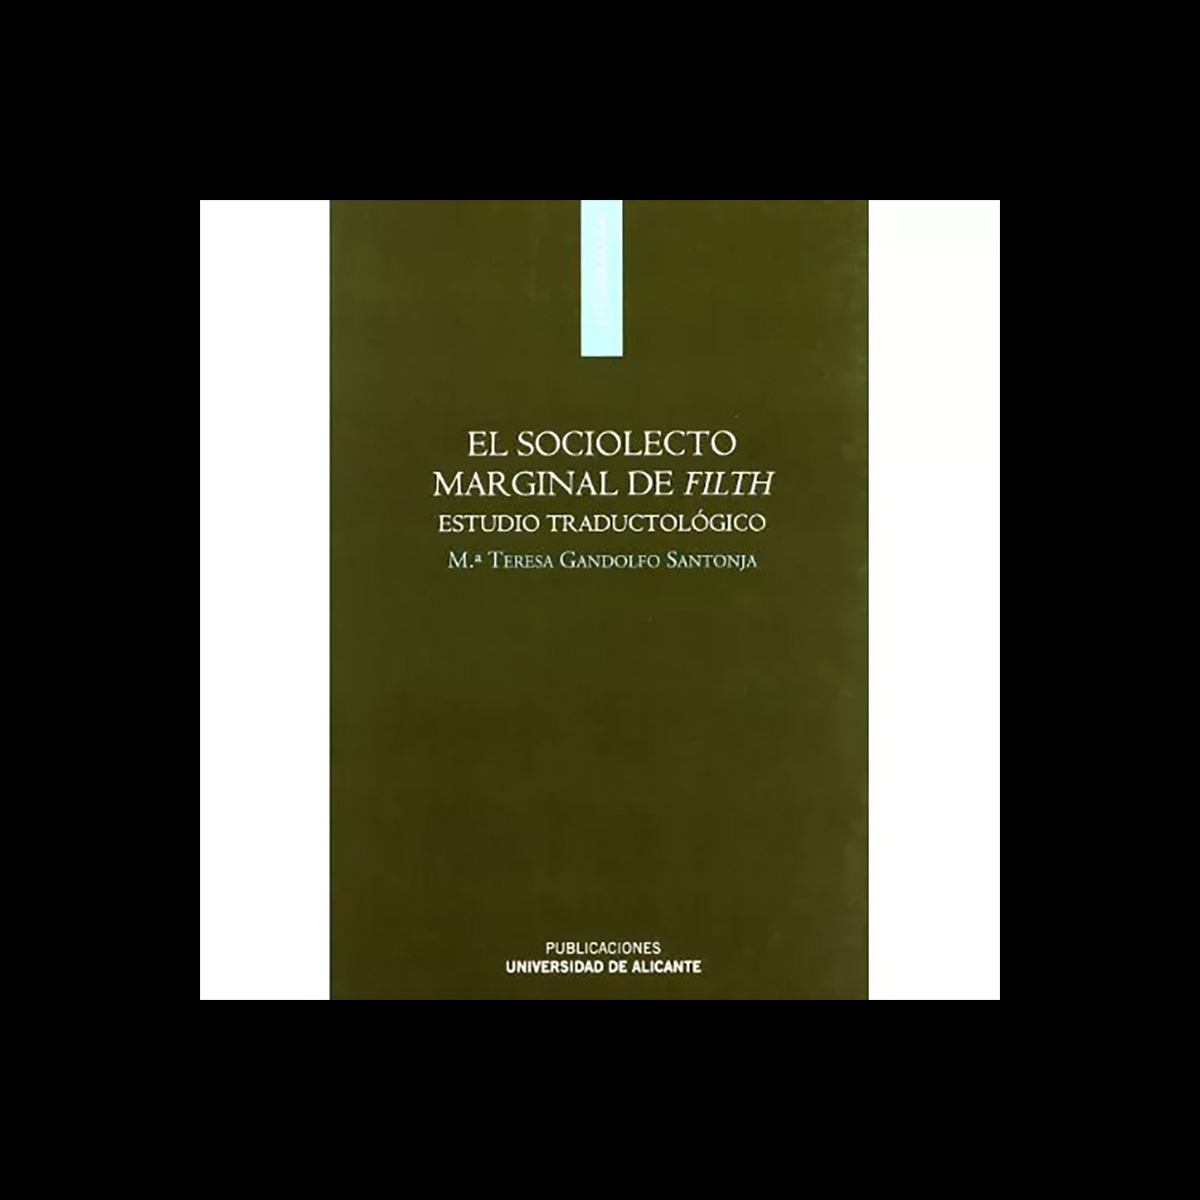 EL SOCIOLECTO
MARGINAL DE FILTH
ESTUDIO TRADUCTOLÓGICO
M.ª TERESA GANDOLFO SANTONJA
PUBLICACIONES
UNIVERSIDAD DE ALICANTE